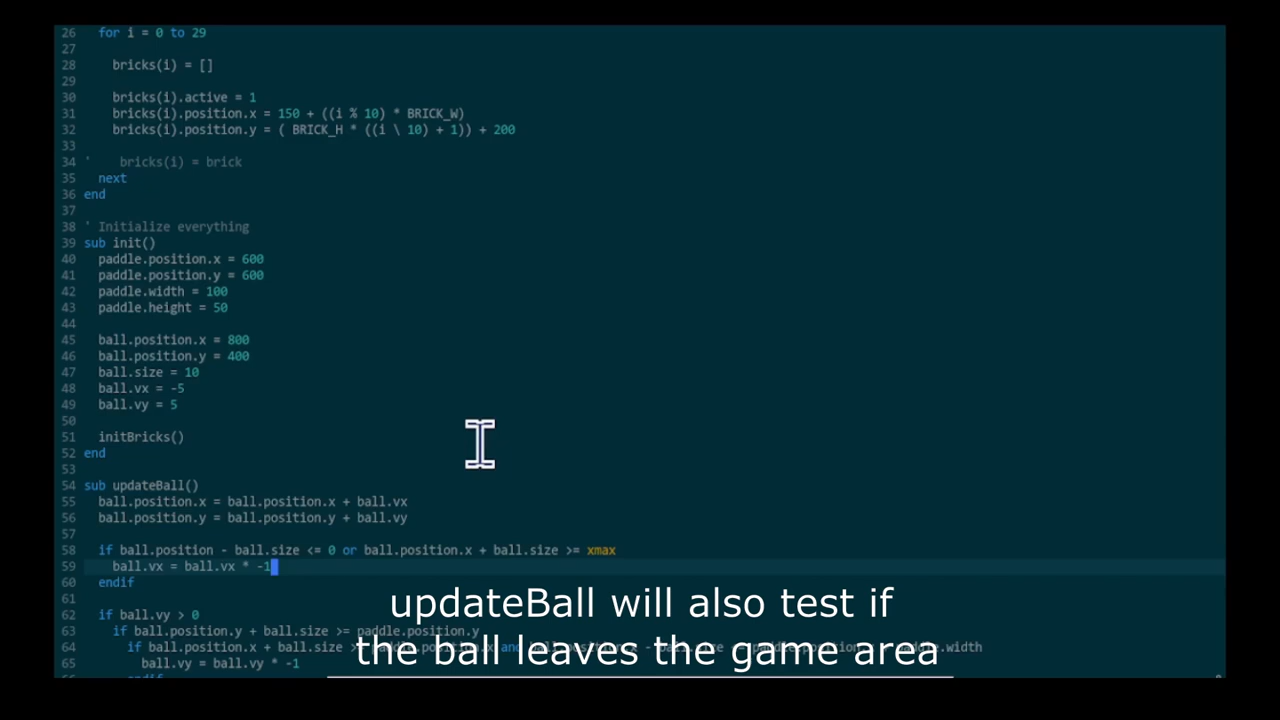 26 for i = 0 to 29
27
28 bricks(i) = []
29
30 bricks(i).active = 1
31 bricks(i).position.x = 150 + ((i % 10) * BRICK_W)
32 bricks(i).position.y = ( BRICK_H * ((i \ 10) + 1)) + 200
33
34 ' bricks(i) = brick
35 next
36 end
37
38 ' Initialize everything
39 sub init()
40 paddle.position.x = 600
41 paddle.position.y = 600
42 paddle.width = 100
43 paddle.height = 50
44
45 ball.position.x = 800
46 ball.position.y = 400
47 ball.size = 10
48 ball.vx = -5
49 ball.vy = 5
50
51 initBricks()
52 end
53
54 sub updateBall()
55 ball.position.x = ball.position.x + ball.vx
56 ball.position.y = ball.position.y + ball.vy
57
58 if ball.position - ball.size <= 0 or ball.position.x + ball.size >= xmax
59 ball.vx = ball.vx * -1
60 endif
61
62 if ball.vy > 0
63 if ball.position.y + ball.size >= paddle.position.y
64 if ball.position.x + ball.size
65 ball.vy = ball.vy * -1
updateBall will also test if
the ball leaves the game area